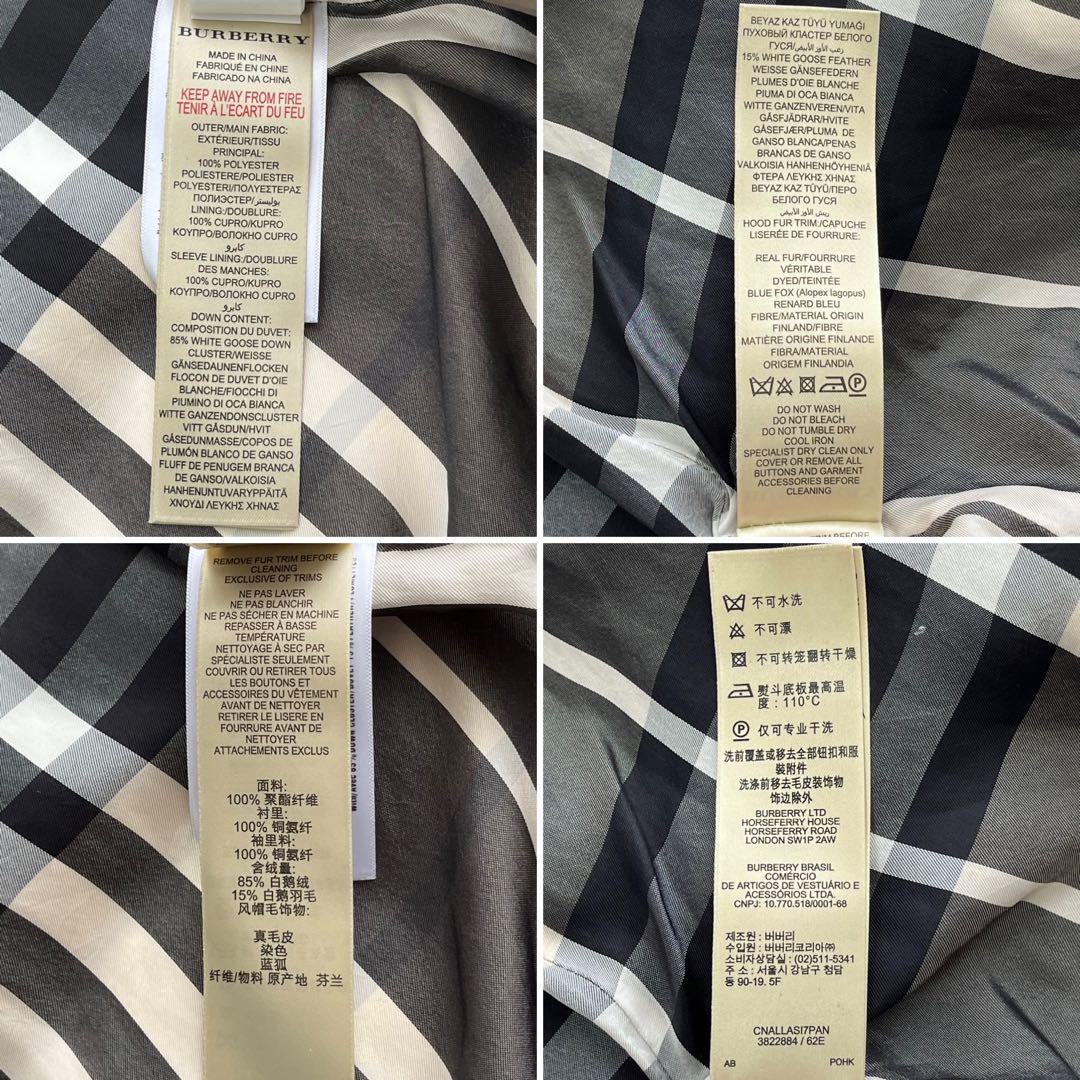 BURBERRY
MADE IN CHINA
FABRIQUÉ EN CHINE
FABRICADO NA CHINA
KEEP AWAY FROM FIRE
TENIR À L'ECART DU FEU
OUTER/MAIN FABRIC:
EXTÉRIEUR/TISSU
PRINCIPAL:
100% POLYESTER
POLIESTERE/POLIESTER
POLYESTERI/ΠΟΛΥΕΣΤΕΡΑΣ
ПОЛИЭСТЕР/بوليستر
LINING:/DOUBLURE:
100% CUPRO/KUPRO
ΚΟΥΠΡΟ/ВОЛОКНО CUPRO
كابرو
SLEEVE LINING:/DOUBLURE
DES MANCHES:
100% CUPRO/KUPRO
ΚΟΥΠΡΟ/ВОЛОКНО CUPRO
كابرو
DOWN CONTENT:
COMPOSITION DU DUVET:
85% WHITE GOOSE DOWN
CLUSTER/WEISSE
GÄNSEDAUNENFLOCKEN
FLOCON DE DUVET D'OIE
BLANCHE/FIOCCHI DI
PIUMINO DI OCA BIANCA
WITTE GANZENDONSCLUSTER
VITT GÅSDUN/HVIT
GÅSEDUNMASSE/COPOS DE
PLUMÓN BLANCO DE GANSO
FLUFF DE PENUGEM BRANCA
DE GANSO/VALKOISIA
HANHENUNTUVARYPPÄITÄ
ΧΝΟΥΔΙ ΛΕΥΚΗΣ ΧΗΝΑΣ
BEYAZ KAZ TÜYÜ YUMAĞI
ПУХОВЫЙ КЛАСТЕР БЕЛОГО
ГУСЯ/زغب الأوز الأبيض
15% WHITE GOOSE FEATHER
WEISSE GÄNSEFEDERN
PLUMES D'OIE BLANCHE
PIUMA DI OCA BIANCA
WITTE GANZENVEREN/VITA
GÅSFJÄDRAR/HVITE
GÅSEFJÆR/PLUMA DE
GANSO BLANCA/PENAS
BRANCAS DE GANSO
VALKOISIA HANHENHÖYHENIÄ
ΦΤΕΡΑ ΛΕΥΚΗΣ ΧΗΝΑΣ
BEYAZ KAZ TÜYÜ/ПЕРО
БЕЛОГО ГУСЯ
ريش الأوز الأبيض
HOOD FUR TRIM:/CAPUCHE
LISERÉE DE FOURRURE:
REAL FUR/FOURRURE
VÉRITABLE
DYED/TEINTÉE
BLUE FOX (Alopex lagopus)
RENARD BLEU
FIBRE/MATERIAL ORIGIN
FINLAND/FIBRE
MATIÈRE ORIGINE FINLANDE
FIBRA/MATERIAL
ORIGEM FINLANDIA
P
DO NOT WASH
DO NOT BLEACH
DO NOT TUMBLE DRY
COOL IRON
SPECIALIST DRY CLEAN ONLY
COVER OR REMOVE ALL
BUTTONS AND GARMENT
ACCESSORIES BEFORE
CLEANING
REMOVE FUR TRIM BEFORE
CLEANING
EXCLUSIVE OF TRIMS
NE PAS LAVER
NE PAS BLANCHIR
NE PAS SÉCHER EN MACHINE
REPASSER À BASSE
TEMPÉRATURE
NETTOYAGE À SEC PAR
SPÉCIALISTE SEULEMENT
COUVRIR OU RETIRER TOUS
LES BOUTONS ET
ACCESSOIRES DU VÊTEMENT
AVANT DE NETTOYER
RETIRER LE LISERE EN
FOURRURE AVANT DE
NETTOYER
ATTACHEMENTS EXCLUS
面料:
100% 聚酯纤维
衬里:
100% 铜氨纤
袖里料:
100% 铜氨纤
含绒量:
85% 白鹅绒
15% 白鹅羽毛
风帽毛饰物:
真毛皮
染色
蓝狐
纤维/物料 原产地 芬兰
不可水洗
不可漂
不可转笼翻转干燥
熨斗底板最高温
度:110°C
P 仅可专业干洗
洗前覆盖或移去全部钮扣和服
裝附件
洗涤前移去毛皮装饰物
饰边除外
BURBERRY LTD
HORSEFERRY HOUSE
HORSEFERRY ROAD
LONDON SW1P 2AW
BURBERRY BRASIL
COMÉRCIO
DE ARTIGOS DE VESTUÁRIO E
ACESSÓRIOS LTDA.
CNPJ: 10.770.518/0001-68
제조원 : 버버리
수입원 : 버버리코리아㈜
소비자상담실 : (02)511-5341
주 소 : 서울시 강남구 청담
동 90-19. 5F
CNALLASI7PAN
3822884 / 62E
AB POHK